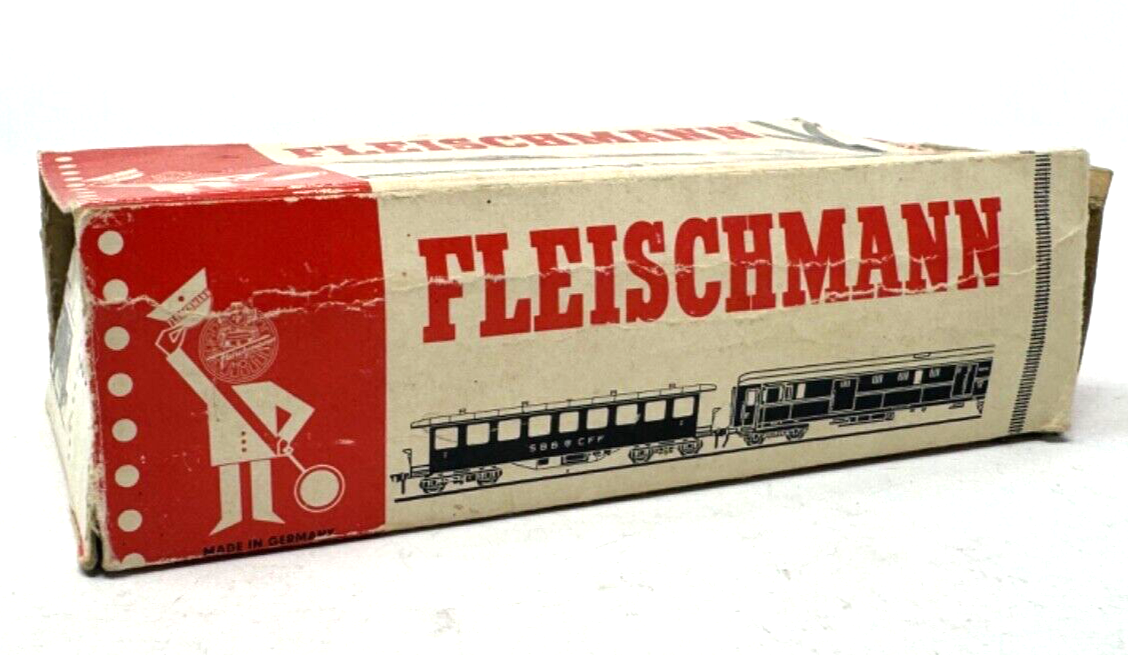 FLEISCHMANN
FLEISCHMANN
SBB CFF
MADE IN GERMANY